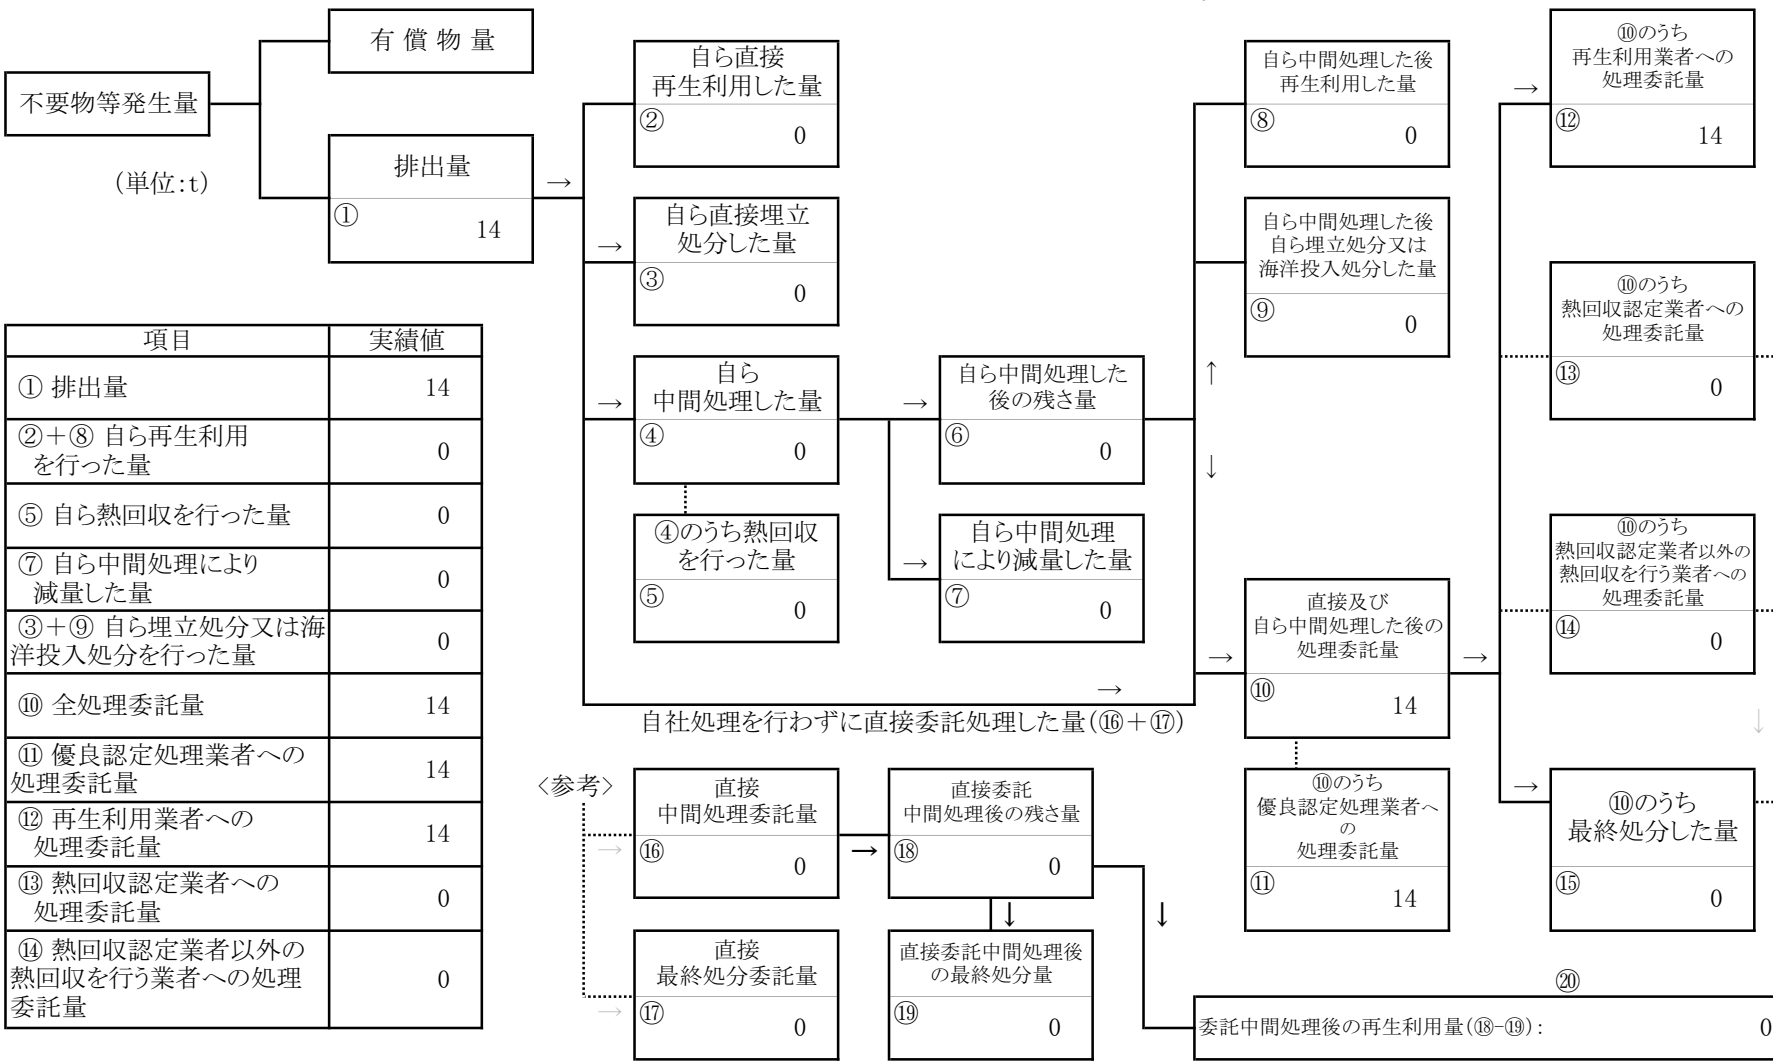 有償物量
不要物等発生量
(単位:t)
排出量
①
14
→
自ら直接
再生利用した量
②
0
→
自ら直接埋立
処分した量
③
0
→
自ら
中間処理した量
④
0
④のうち熱回収
を行った量
⑤
0
→
自ら中間処理した
後の残さ量
⑥
0
→
自ら中間処理
により減量した量
⑦
0
自ら中間処理した後
再生利用した量
⑧
0
自ら中間処理した後
自ら埋立処分又は
海洋投入処分した量
⑨
0
↑
↓
→
自社処理を行わずに直接委託処理した量(⑯+⑰)
→
直接及び
自ら中間処理した後の
処理委託量
⑩
14
→
⑩のうち
優良認定処理業者へ
の
処理委託量
⑪
14
→
⑩のうち
再生利用業者への
処理委託量
⑫
14
⑩のうち
熱回収認定業者への
処理委託量
⑬
0
⑩のうち
熱回収認定業者以外の
熱回収を行う業者への
処理委託量
⑭
0
↓
→
⑩のうち
最終処分した量
⑮
0
項目 実績値
① 排出量 14
②+⑧ 自ら再生利用
を行った量 0
⑤ 自ら熱回収を行った量 0
⑦ 自ら中間処理により
減量した量 0
③+⑨ 自ら埋立処分又は海
洋投入処分を行った量 0
⑩ 全処理委託量 14
⑪ 優良認定処理業者への
処理委託量 14
⑫ 再生利用業者への
処理委託量 14
⑬ 熱回収認定業者への
処理委託量 0
⑭ 熱回収認定業者以外の
熱回収を行う業者への処理
委託量 0
<参考>
→
直接
中間処理委託量
⑯
0
→
直接委託
中間処理後の残さ量
⑱
0
↓
↓
→
直接
最終処分委託量
⑰
0
直接委託中間処理後
の最終処分量
⑲
0
⑳
委託中間処理後の再生利用量(⑱-⑲): 0